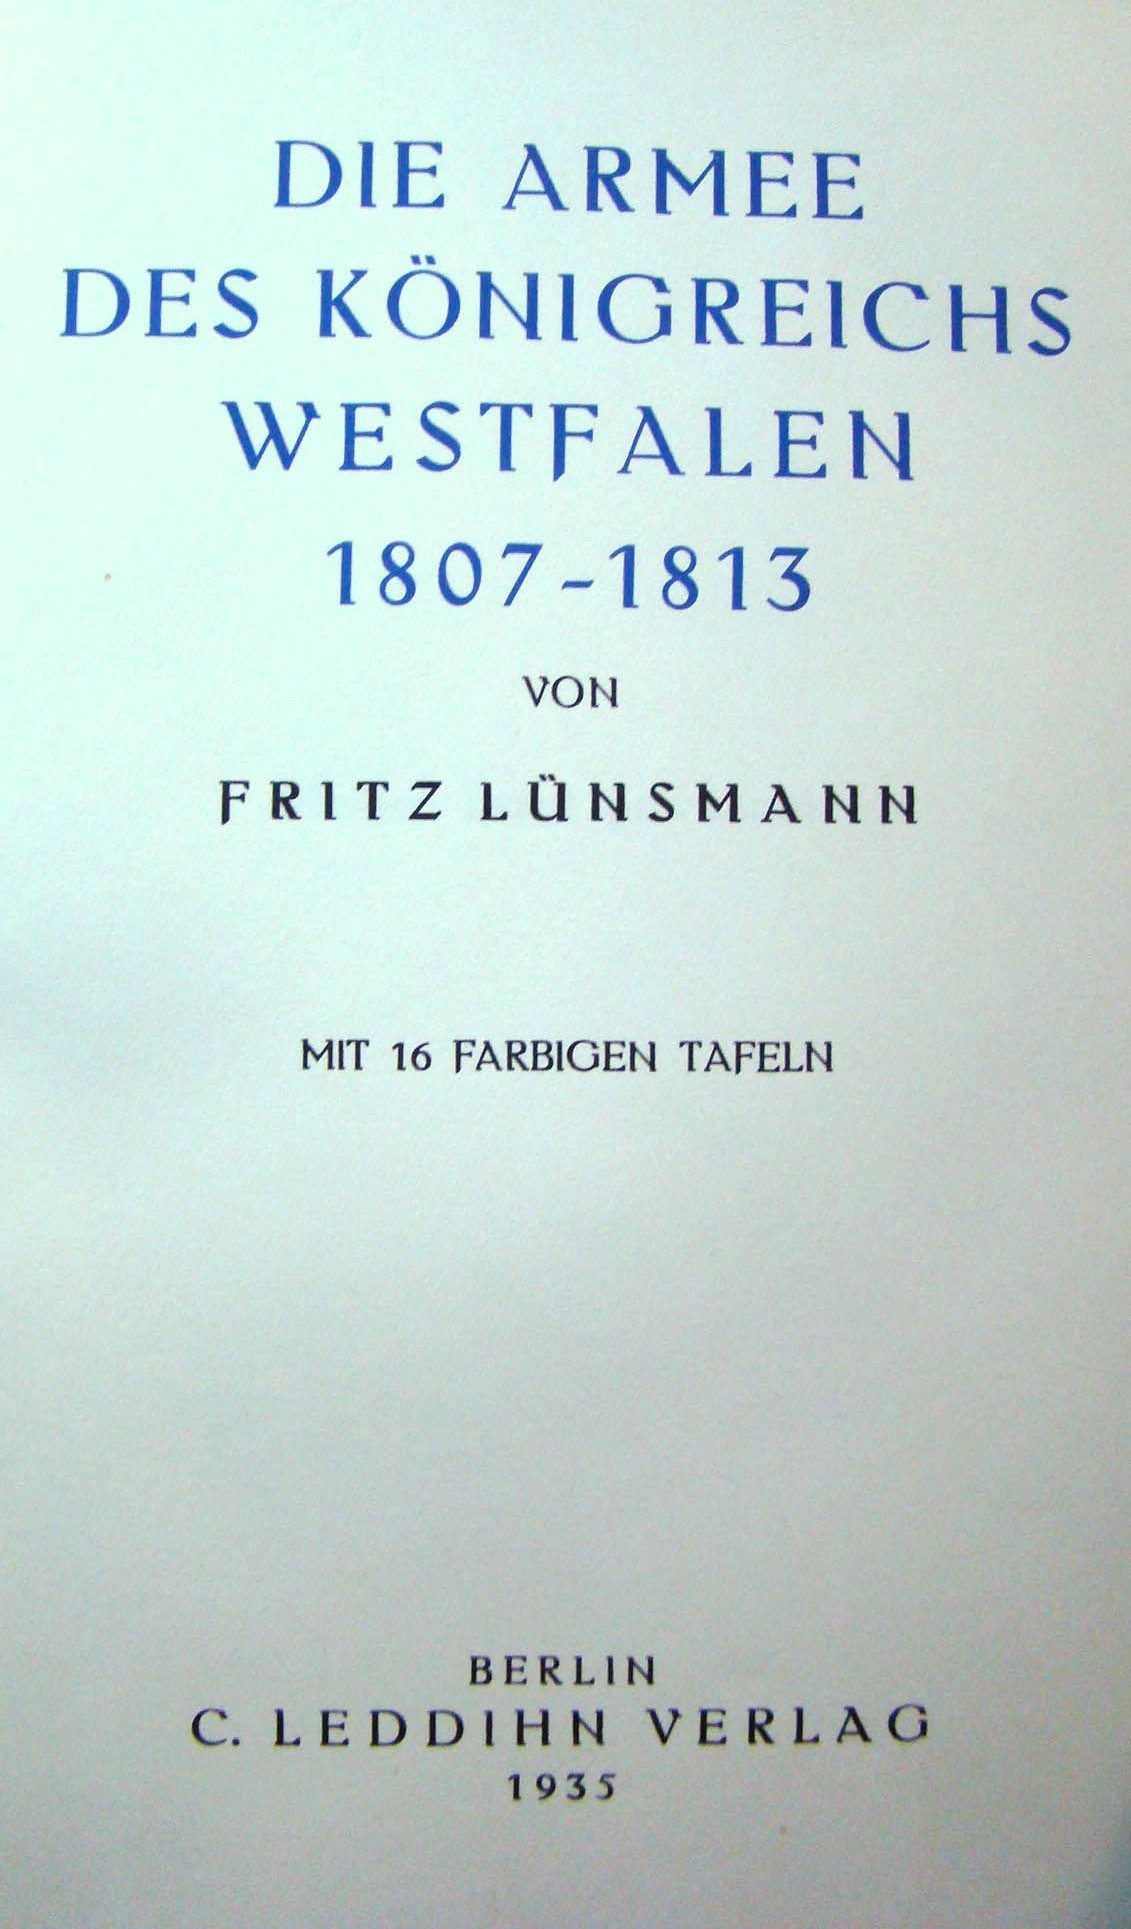 DIE ARMEE
DES KÖNIGREICHS
WESTFALEN
1807-1813
VON
FRITZ LÜNSMANN
MIT 16 FARBIGEN TAFELN
BERLIN
C. LEDDIHN VERLAG
1935